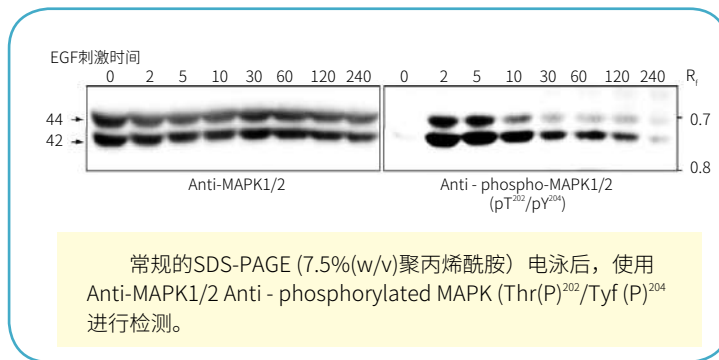 EGF刺激时间
0 2 5 10 30 60 120 240 0 2 5 10 30 60 120 240 Rf
44 0.7
42
0.8
Anti-MAPK1/2 Anti - phospho-MAPK1/2
(pT202/pY204)
常规的SDS-PAGE (7.5%(w/v)聚丙烯酰胺）电泳后，使用
Anti-MAPK1/2 Anti - phosphorylated MAPK (Thr(P)202/Tyf (P)204
进行检测。